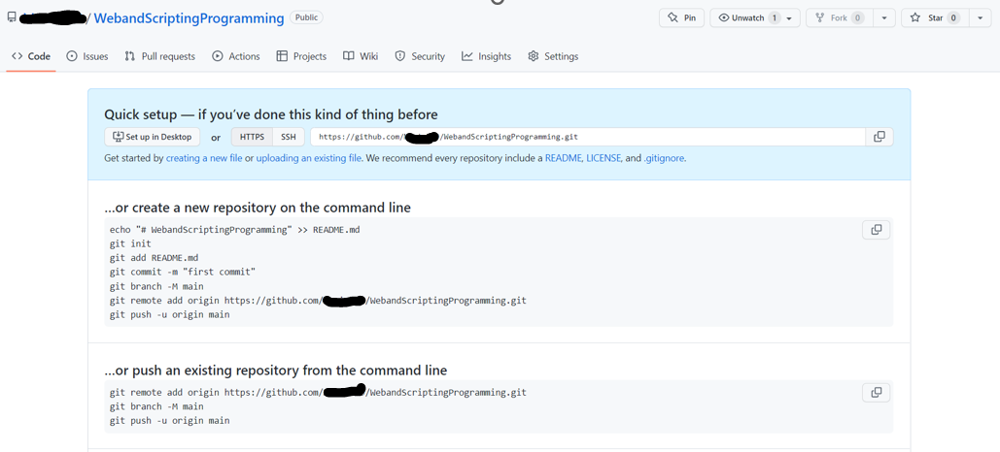 / WebandScriptingProgramming Public
Pin Unwatch 1 Fork 0 Star 0
Code Issues Pull requests Actions Projects Wiki Security Insights Settings
Quick setup — if you’ve done this kind of thing before
Set up in Desktop or HTTPS SSH https://github.com/ /WebandScriptingProgramming.git
Get started by creating a new file or uploading an existing file. We recommend every repository include a README, LICENSE, and .gitignore.
…or create a new repository on the command line
echo "# WebandScriptingProgramming" >> README.md
git init
git add README.md
git commit -m "first commit"
git branch -M main
git remote add origin https://github.com/ /WebandScriptingProgramming.git
git push -u origin main
…or push an existing repository from the command line
git remote add origin https://github.com/ /WebandScriptingProgramming.git
git branch -M main
git push -u origin main